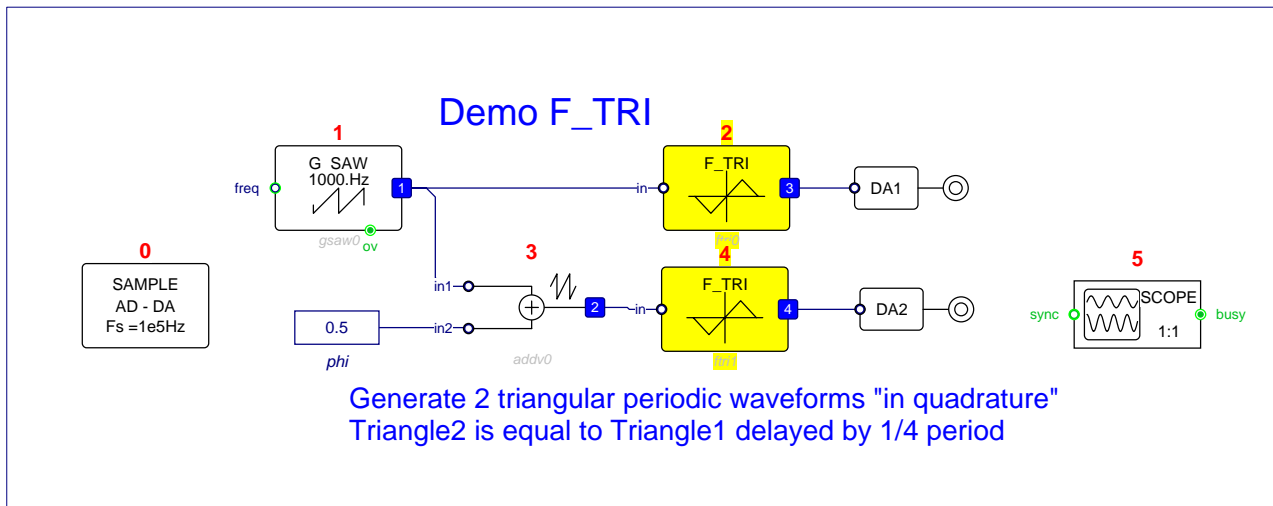 Demo F_TRI
1
G_SAW
1000.Hz
freq
1
gsaw0
ov
2
F_TRI
in
3
ftri0
DA1
0
SAMPLE
AD - DA
Fs =1e5Hz
3
in1
in2
0.5
phi
2
addv0
4
F_TRI
in
4
ftri1
DA2
5
SCOPE
1:1
sync
busy
Generate 2 triangular periodic waveforms "in quadrature"
Triangle2 is equal to Triangle1 delayed by 1/4 period